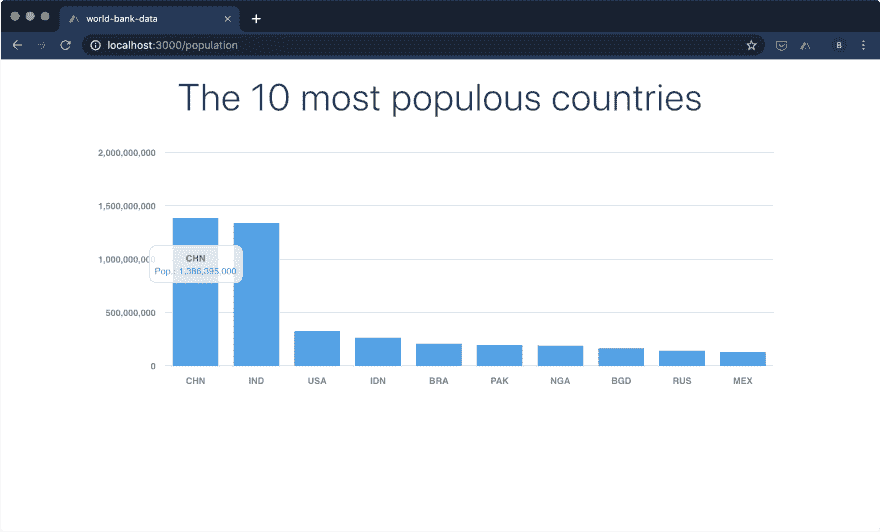 world-bank-data
localhost:3000/population
B
The 10 most populous countries
2,000,000,000
1,500,000,000
1,000,000,000
500,000,000
0
CHN
Pop.: 1,386,395,000
CHN IND USA IDN BRA PAK NGA BGD RUS MEX